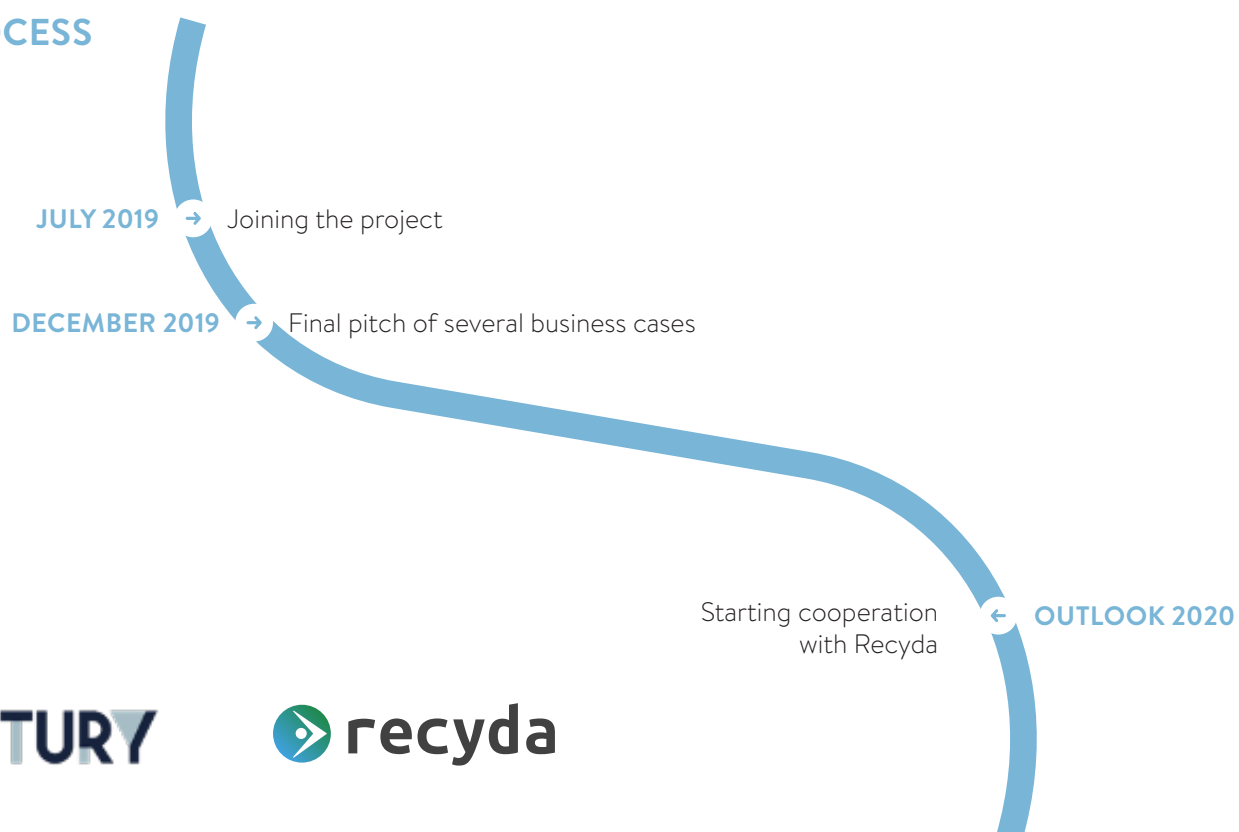 CESS
JULY 2019 → Joining the project
DECEMBER 2019 → Final pitch of several business cases
Starting cooperation ← OUTLOOK 2020
with Recyda
TURY recyda